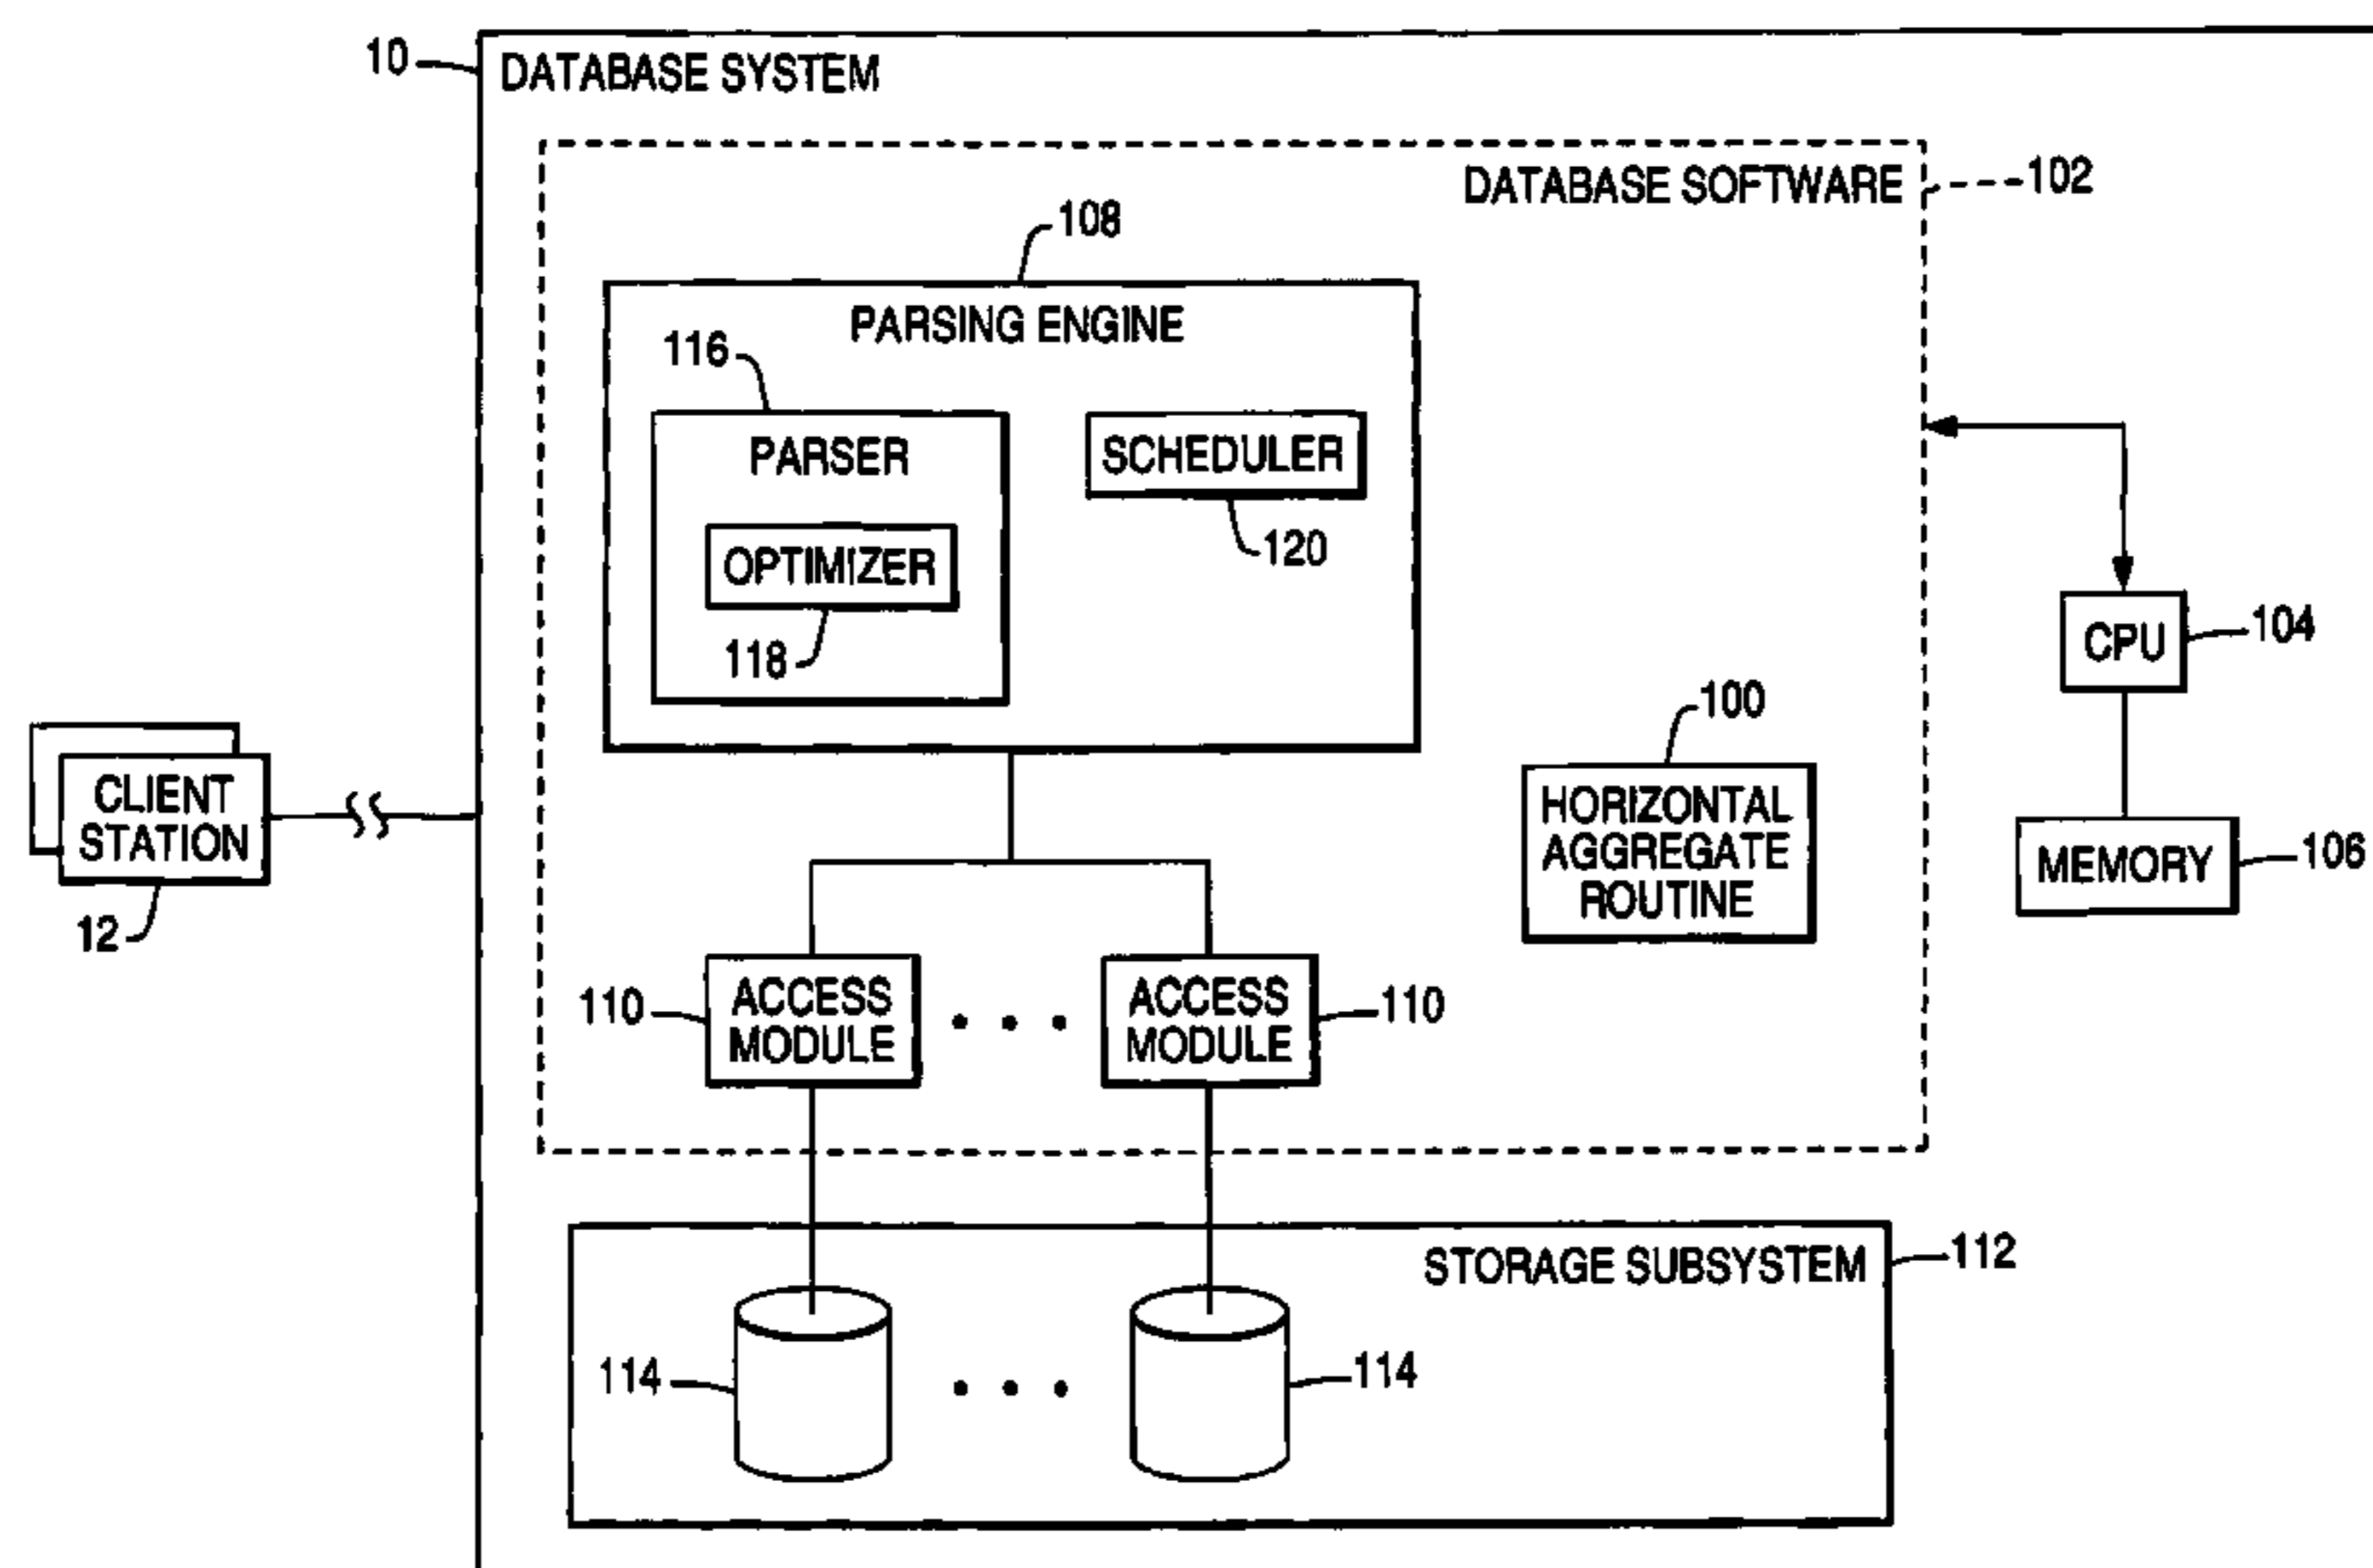 10
DATABASE SYSTEM
DATABASE SOFTWARE
102
108
PARSING ENGINE
116
PARSER
SCHEDULER
120
OPTIMIZER
118
CPU
104
100
HORIZONTAL
AGGREGATE
ROUTINE
MEMORY
106
CLIENT
STATION
12
110
ACCESS
MODULE
ACCESS
MODULE
110
STORAGE SUBSYSTEM
112
114
114